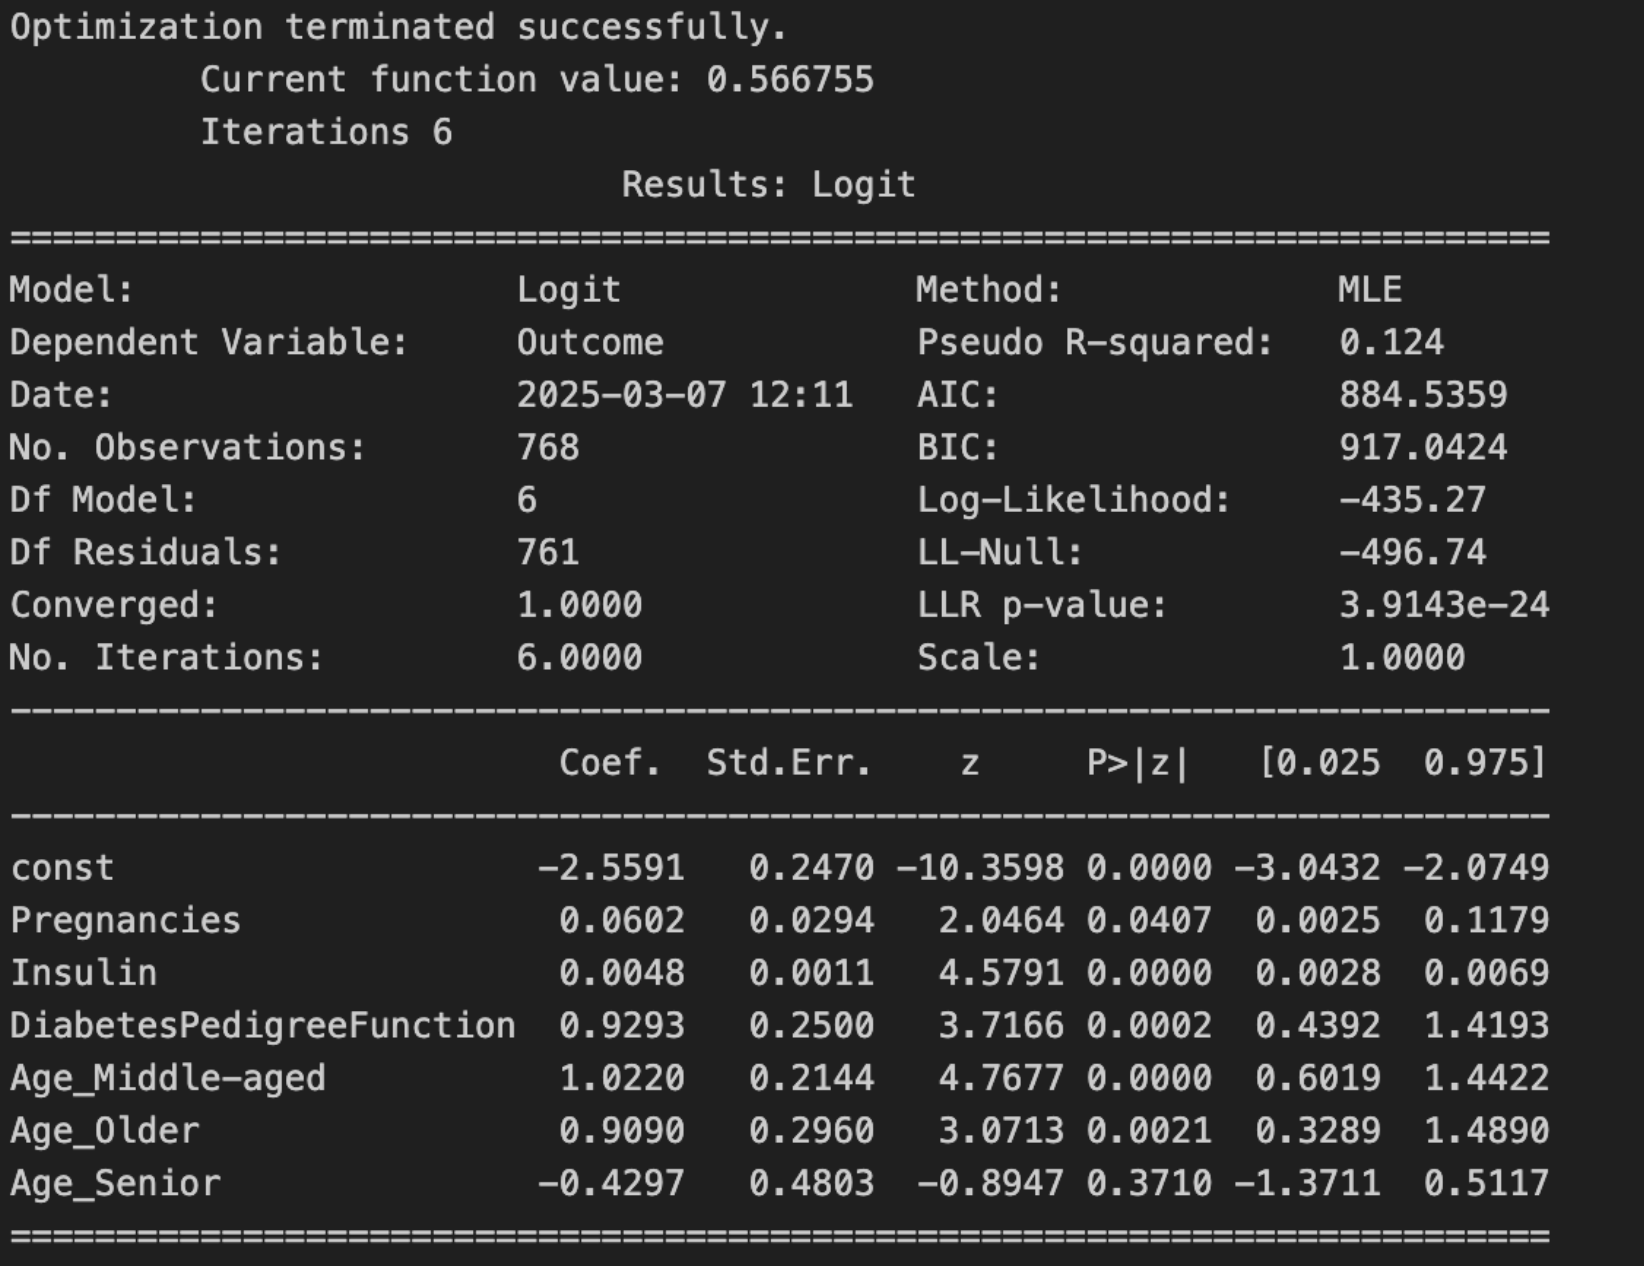 Optimization terminated successfully.
         Current function value: 0.566755
         Iterations 6
                             Results: Logit
=========================================================================
Model:                  Logit              Method:             MLE
Dependent Variable:     Outcome            Pseudo R-squared:   0.124
Date:                   2025-03-07 12:11   AIC:                884.5359
No. Observations:       768                BIC:                917.0424
Df Model:               6                  Log-Likelihood:     -435.27
Df Residuals:           761                LL-Null:            -496.74
Converged:              1.0000             LLR p-value:        3.9143e-24
No. Iterations:         6.0000             Scale:              1.0000
-------------------------------------------------------------------------
                          Coef.  Std.Err.    z     P>|z|   [0.025  0.975]
-------------------------------------------------------------------------
const                    -2.5591   0.2470 -10.3598 0.0000 -3.0432 -2.0749
Pregnancies               0.0602   0.0294   2.0464 0.0407  0.0025  0.1179
Insulin                   0.0048   0.0011   4.5791 0.0000  0.0028  0.0069
DiabetesPedigreeFunction  0.9293   0.2500   3.7166 0.0002  0.4392  1.4193
Age_Middle-aged           1.0220   0.2144   4.7677 0.0000  0.6019  1.4422
Age_Older                 0.9090   0.2960   3.0713 0.0021  0.3289  1.4890
Age_Senior               -0.4297   0.4803  -0.8947 0.3710 -1.3711  0.5117
=========================================================================